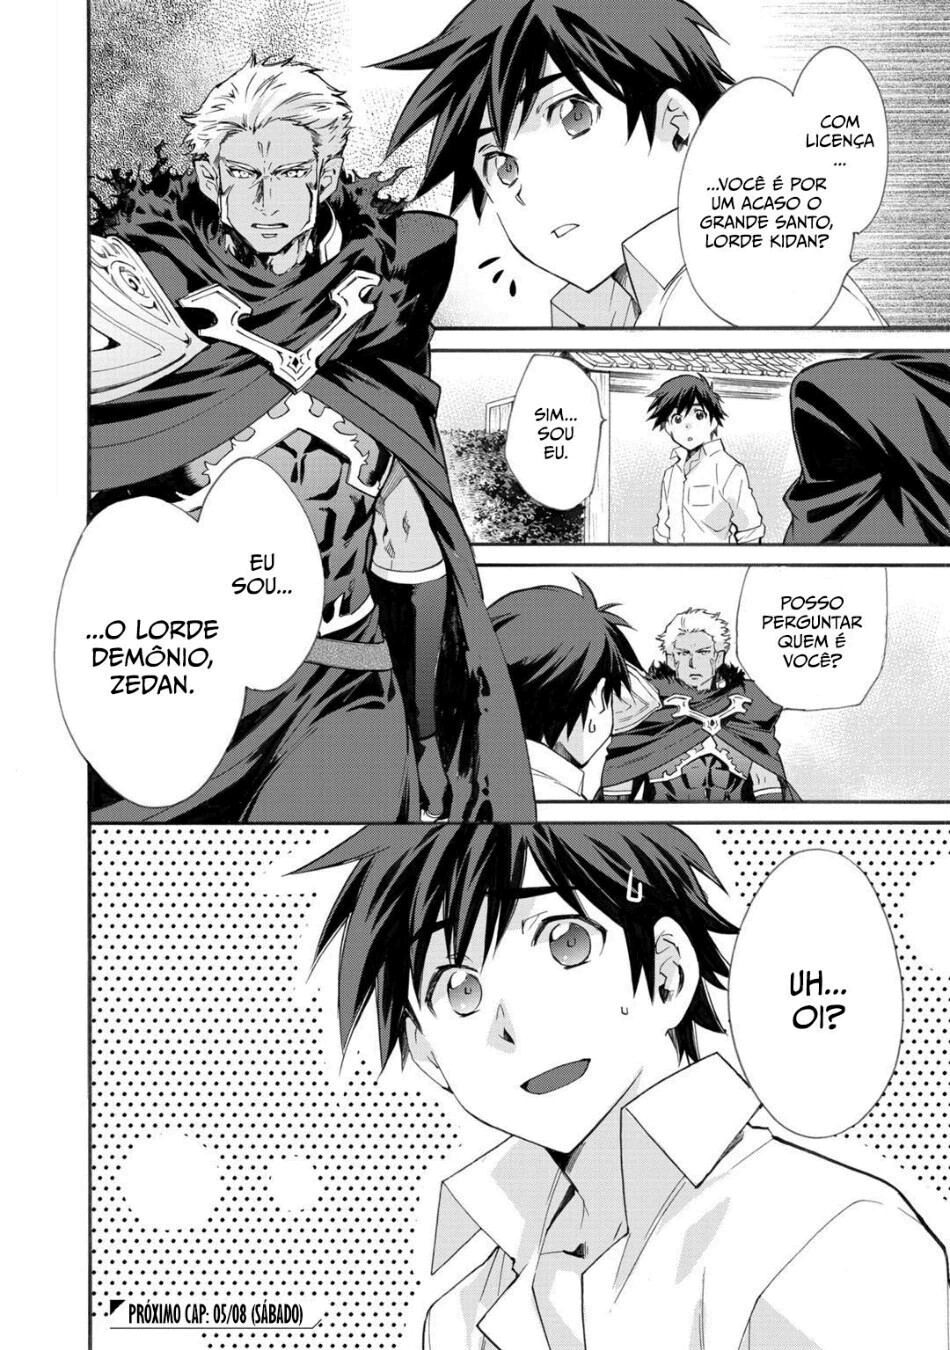 COM
LICENÇA
...
...VOCÊ É POR
UM ACASO O
GRANDE SANTO,
LORDE KIDAN?
SIM...
SOU
EU.
POSSO
PERGUNTAR
QUEM É
VOCÊ?
EU
SOU...
...O LORDE
DEMÔNIO,
ZEDAN.
UH...
OI?
PRÓXIMO CAP: 05/08 (SÁBADO)